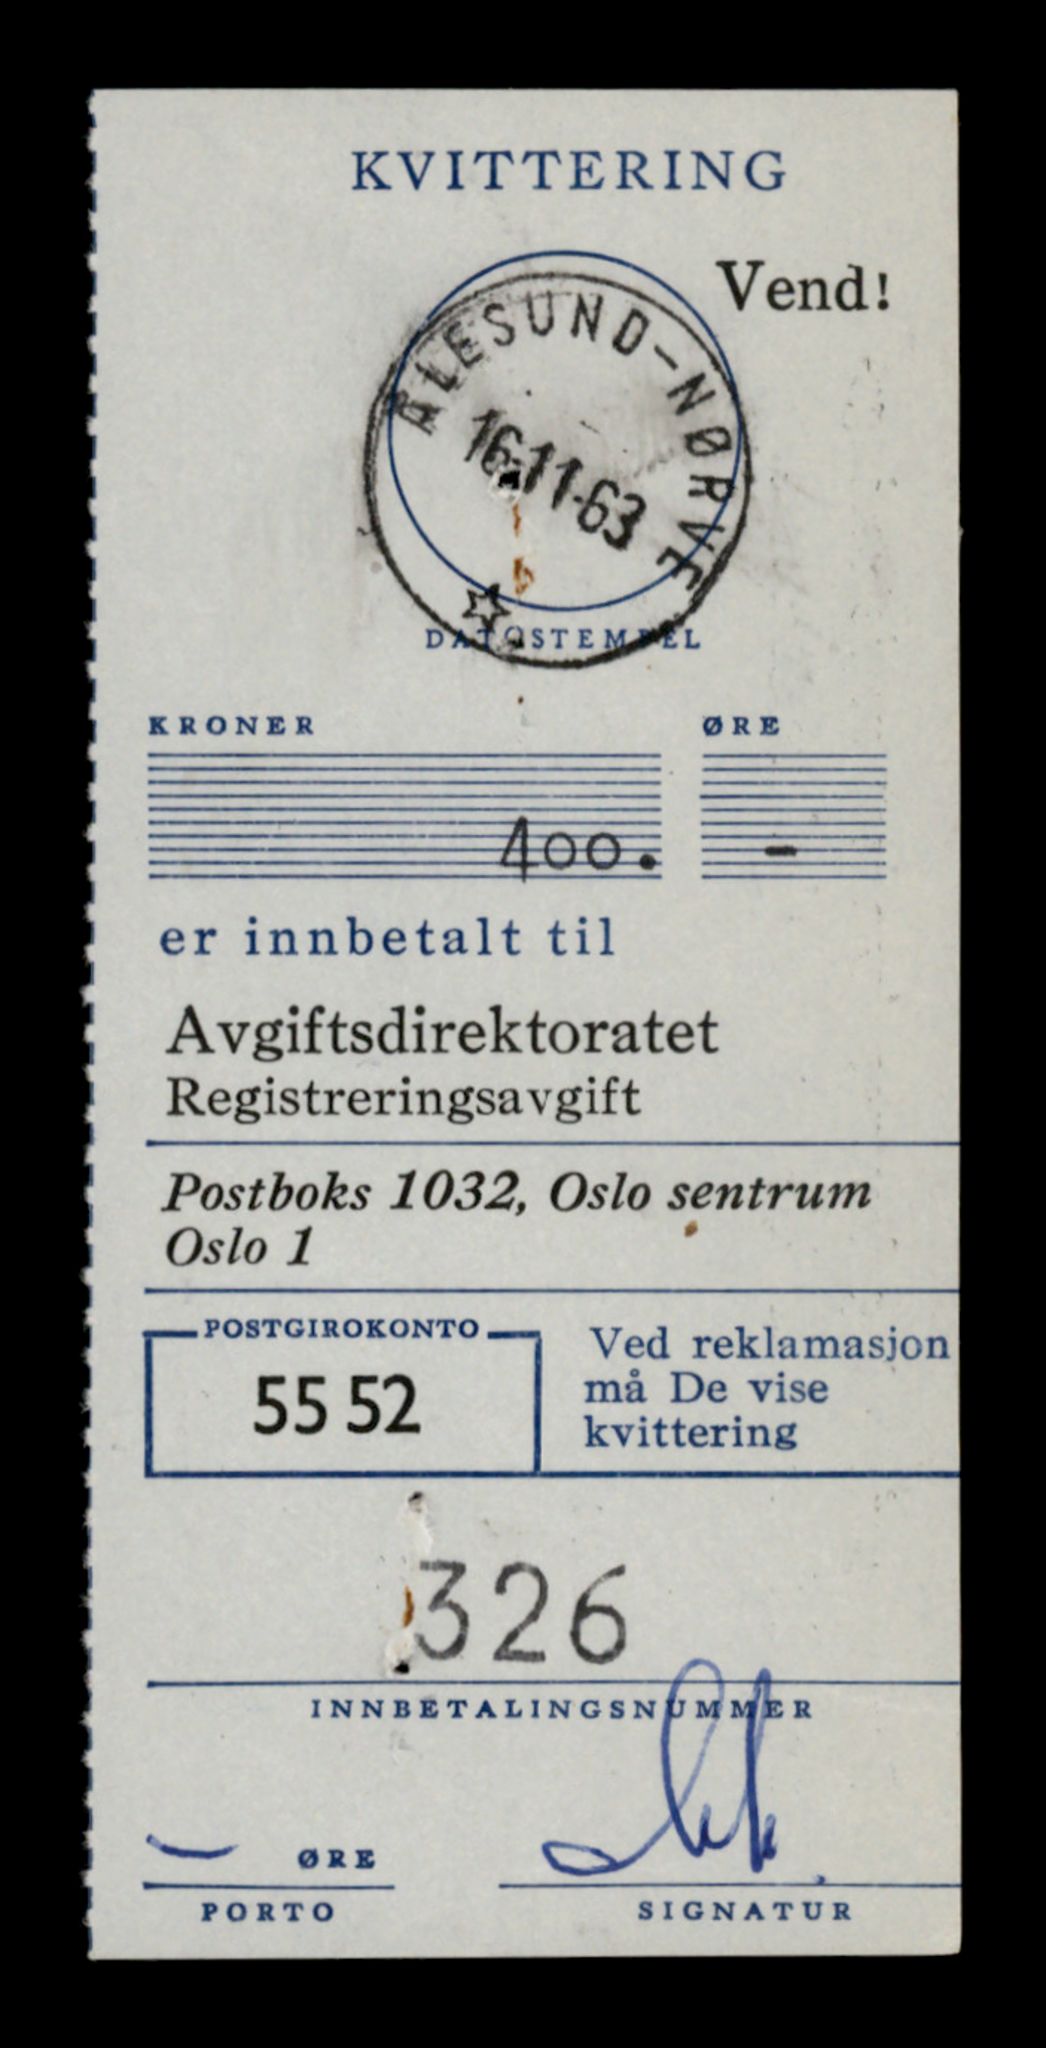 KVITTERING
Vend!
ÅLESUND-NØRVE
16-11-63
DATOSTEMPEL
KRONER ØRE
400. -
er innbetalt til
Avgiftsdirektoratet
Registreringsavgift
Postboks 1032, Oslo sentrum
Oslo 1
POSTGIROKONTO
55 52
Ved reklamasjon
må De vise
kvittering
326
INNBETALINGSNUMMER
– ØRE
PORTO
SIGNATUR